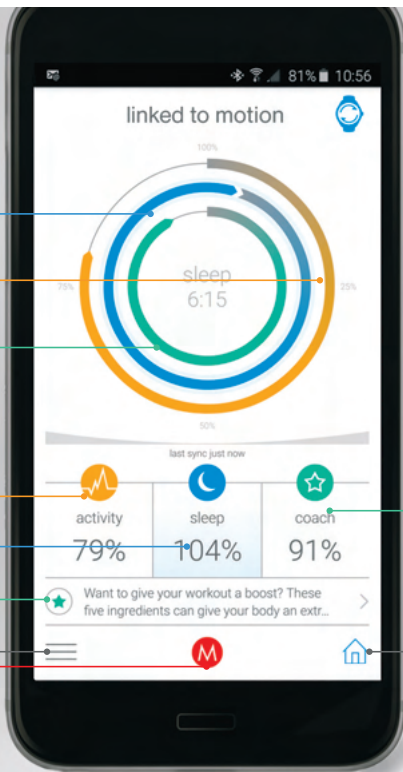 81% 10:56
linked to motion
100%
sleep
6:15
75%
25%
50%
last sync just now
activity
sleep
coach
79%
104%
91%
Want to give your workout a boost? These
five ingredients can give your body an extr...
M